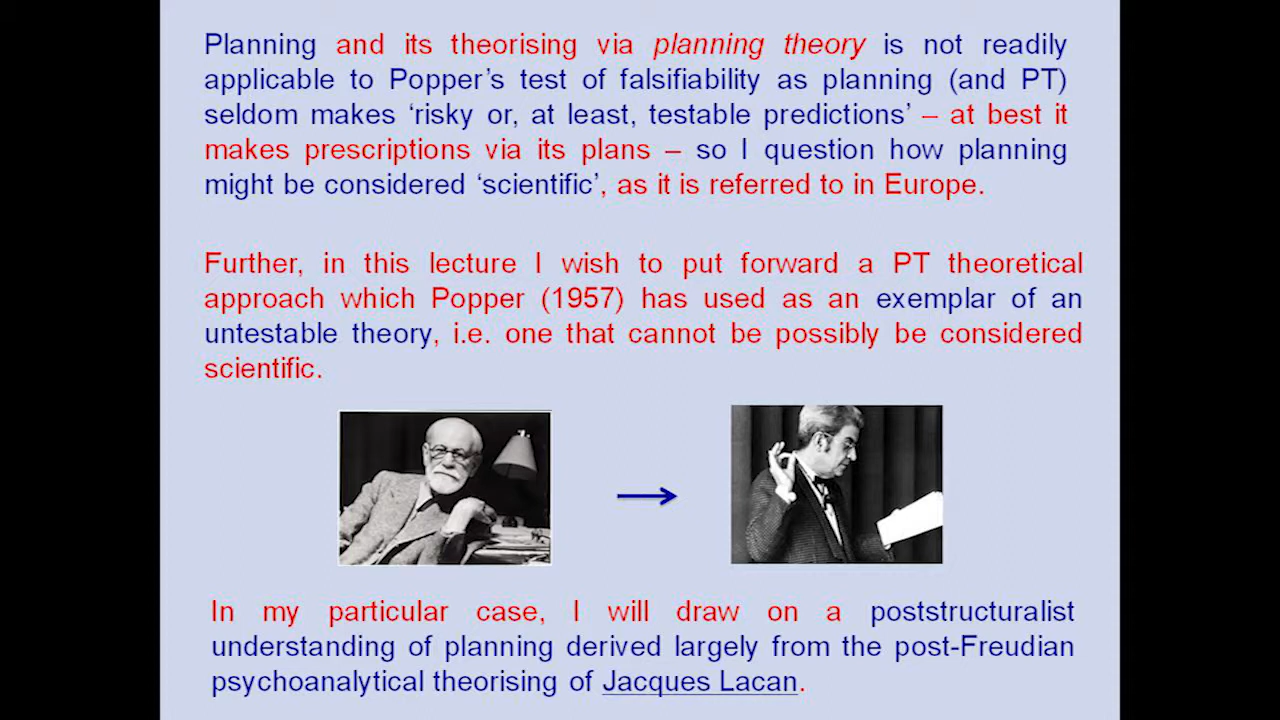 Planning and its theorising via planning theory is not readily
applicable to Popper’s test of falsifiability as planning (and PT)
seldom makes ‘risky or, at least, testable predictions’ – at best it
makes prescriptions via its plans – so I question how planning
might be considered ‘scientific’, as it is referred to in Europe.
Further, in this lecture I wish to put forward a PT theoretical
approach which Popper (1957) has used as an exemplar of an
untestable theory, i.e. one that cannot be possibly be considered
scientific.
In my particular case, I will draw on a poststructuralist
understanding of planning derived largely from the post-Freudian
psychoanalytical theorising of Jacques Lacan.